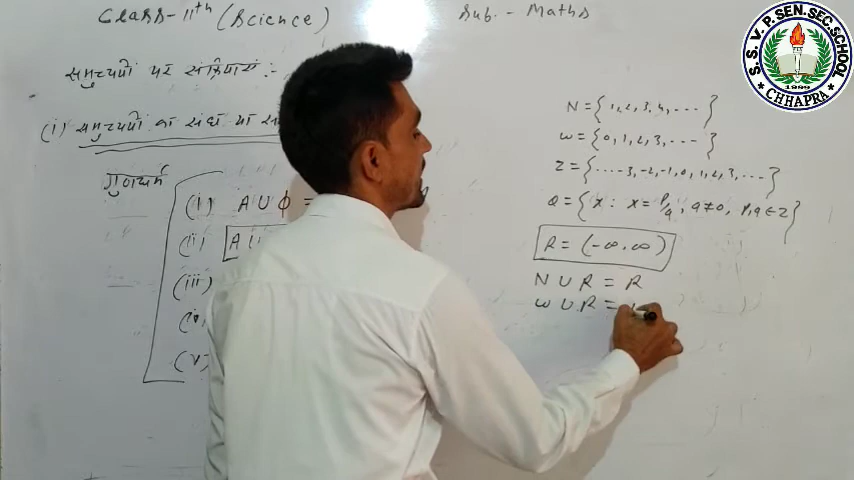 Class-11th (Science)
Sub. - Maths
समुच्चयों पर संक्रियाएं :-
(i) समुच्चयों का संघ या
गुणधर्म
(i) A ∪ ϕ =
(ii) A ∪
(iii)
(v)
N = {1, 2, 3, 4, ....}
W = {0, 1, 2, 3, ....}
Z = {.... -3, -2, -1, 0, 1, 2, 3, ....}
Q = {x : x = P/q, q ≠ 0, P, q ∈ Z}
R = (-∞, ∞)
N ∪ R = R
W ∪ R =
S. S. V. P. SEN. SEC. SCHOOL
1999
CHHAPRA